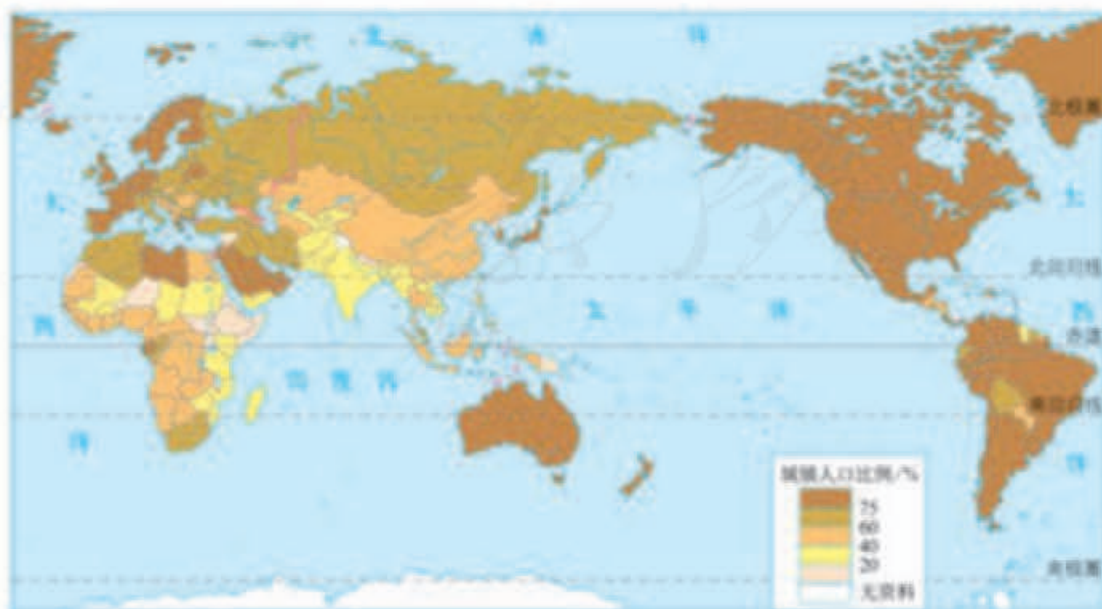 北 冰 洋
北极圈
大
北回归线
太 平 洋
西
大
赤道
印 度 洋
南回归线
洋
洋
城镇人口比例/%
75
60
40
20
无资料
南极圈